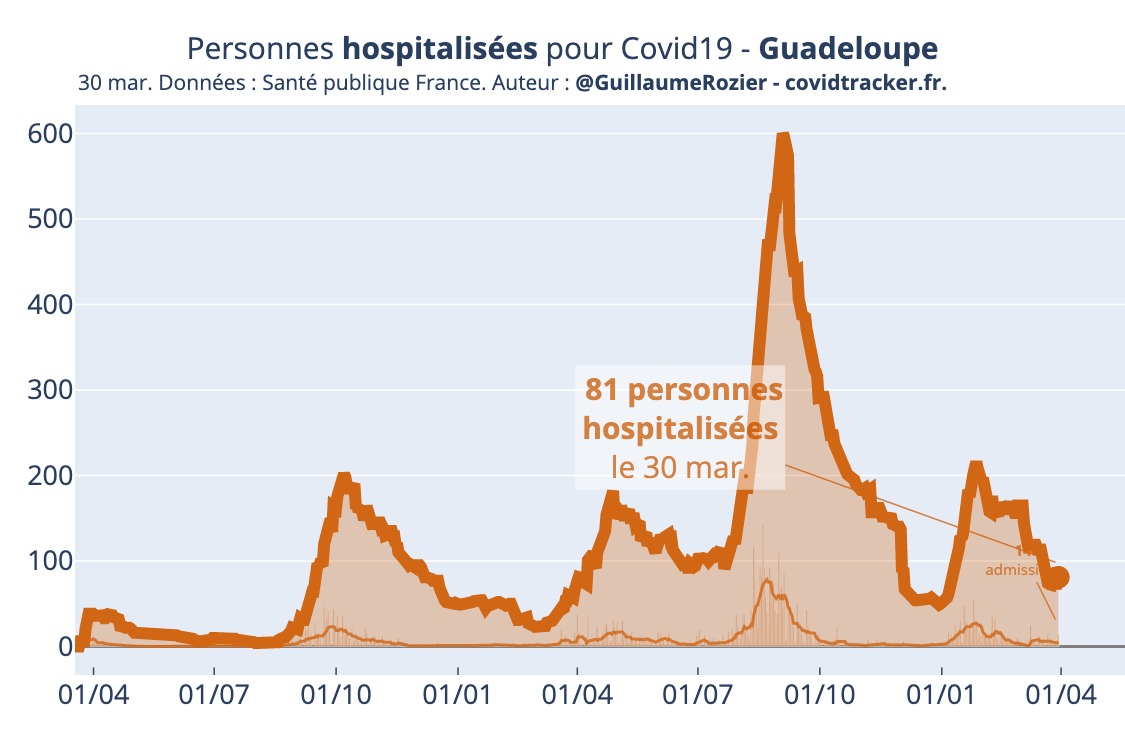 Personnes hospitalisées pour Covid19 - Guadeloupe
30 mar. Données : Santé publique France. Auteur : @GuillaumeRozier - covidtracker.fr.
600
500
400
300
200
100
0
81 personnes
hospitalisées
le 30 mar.
admissi
01/04 01/07 01/10 01/01 01/04 01/07 01/10 01/01 01/04